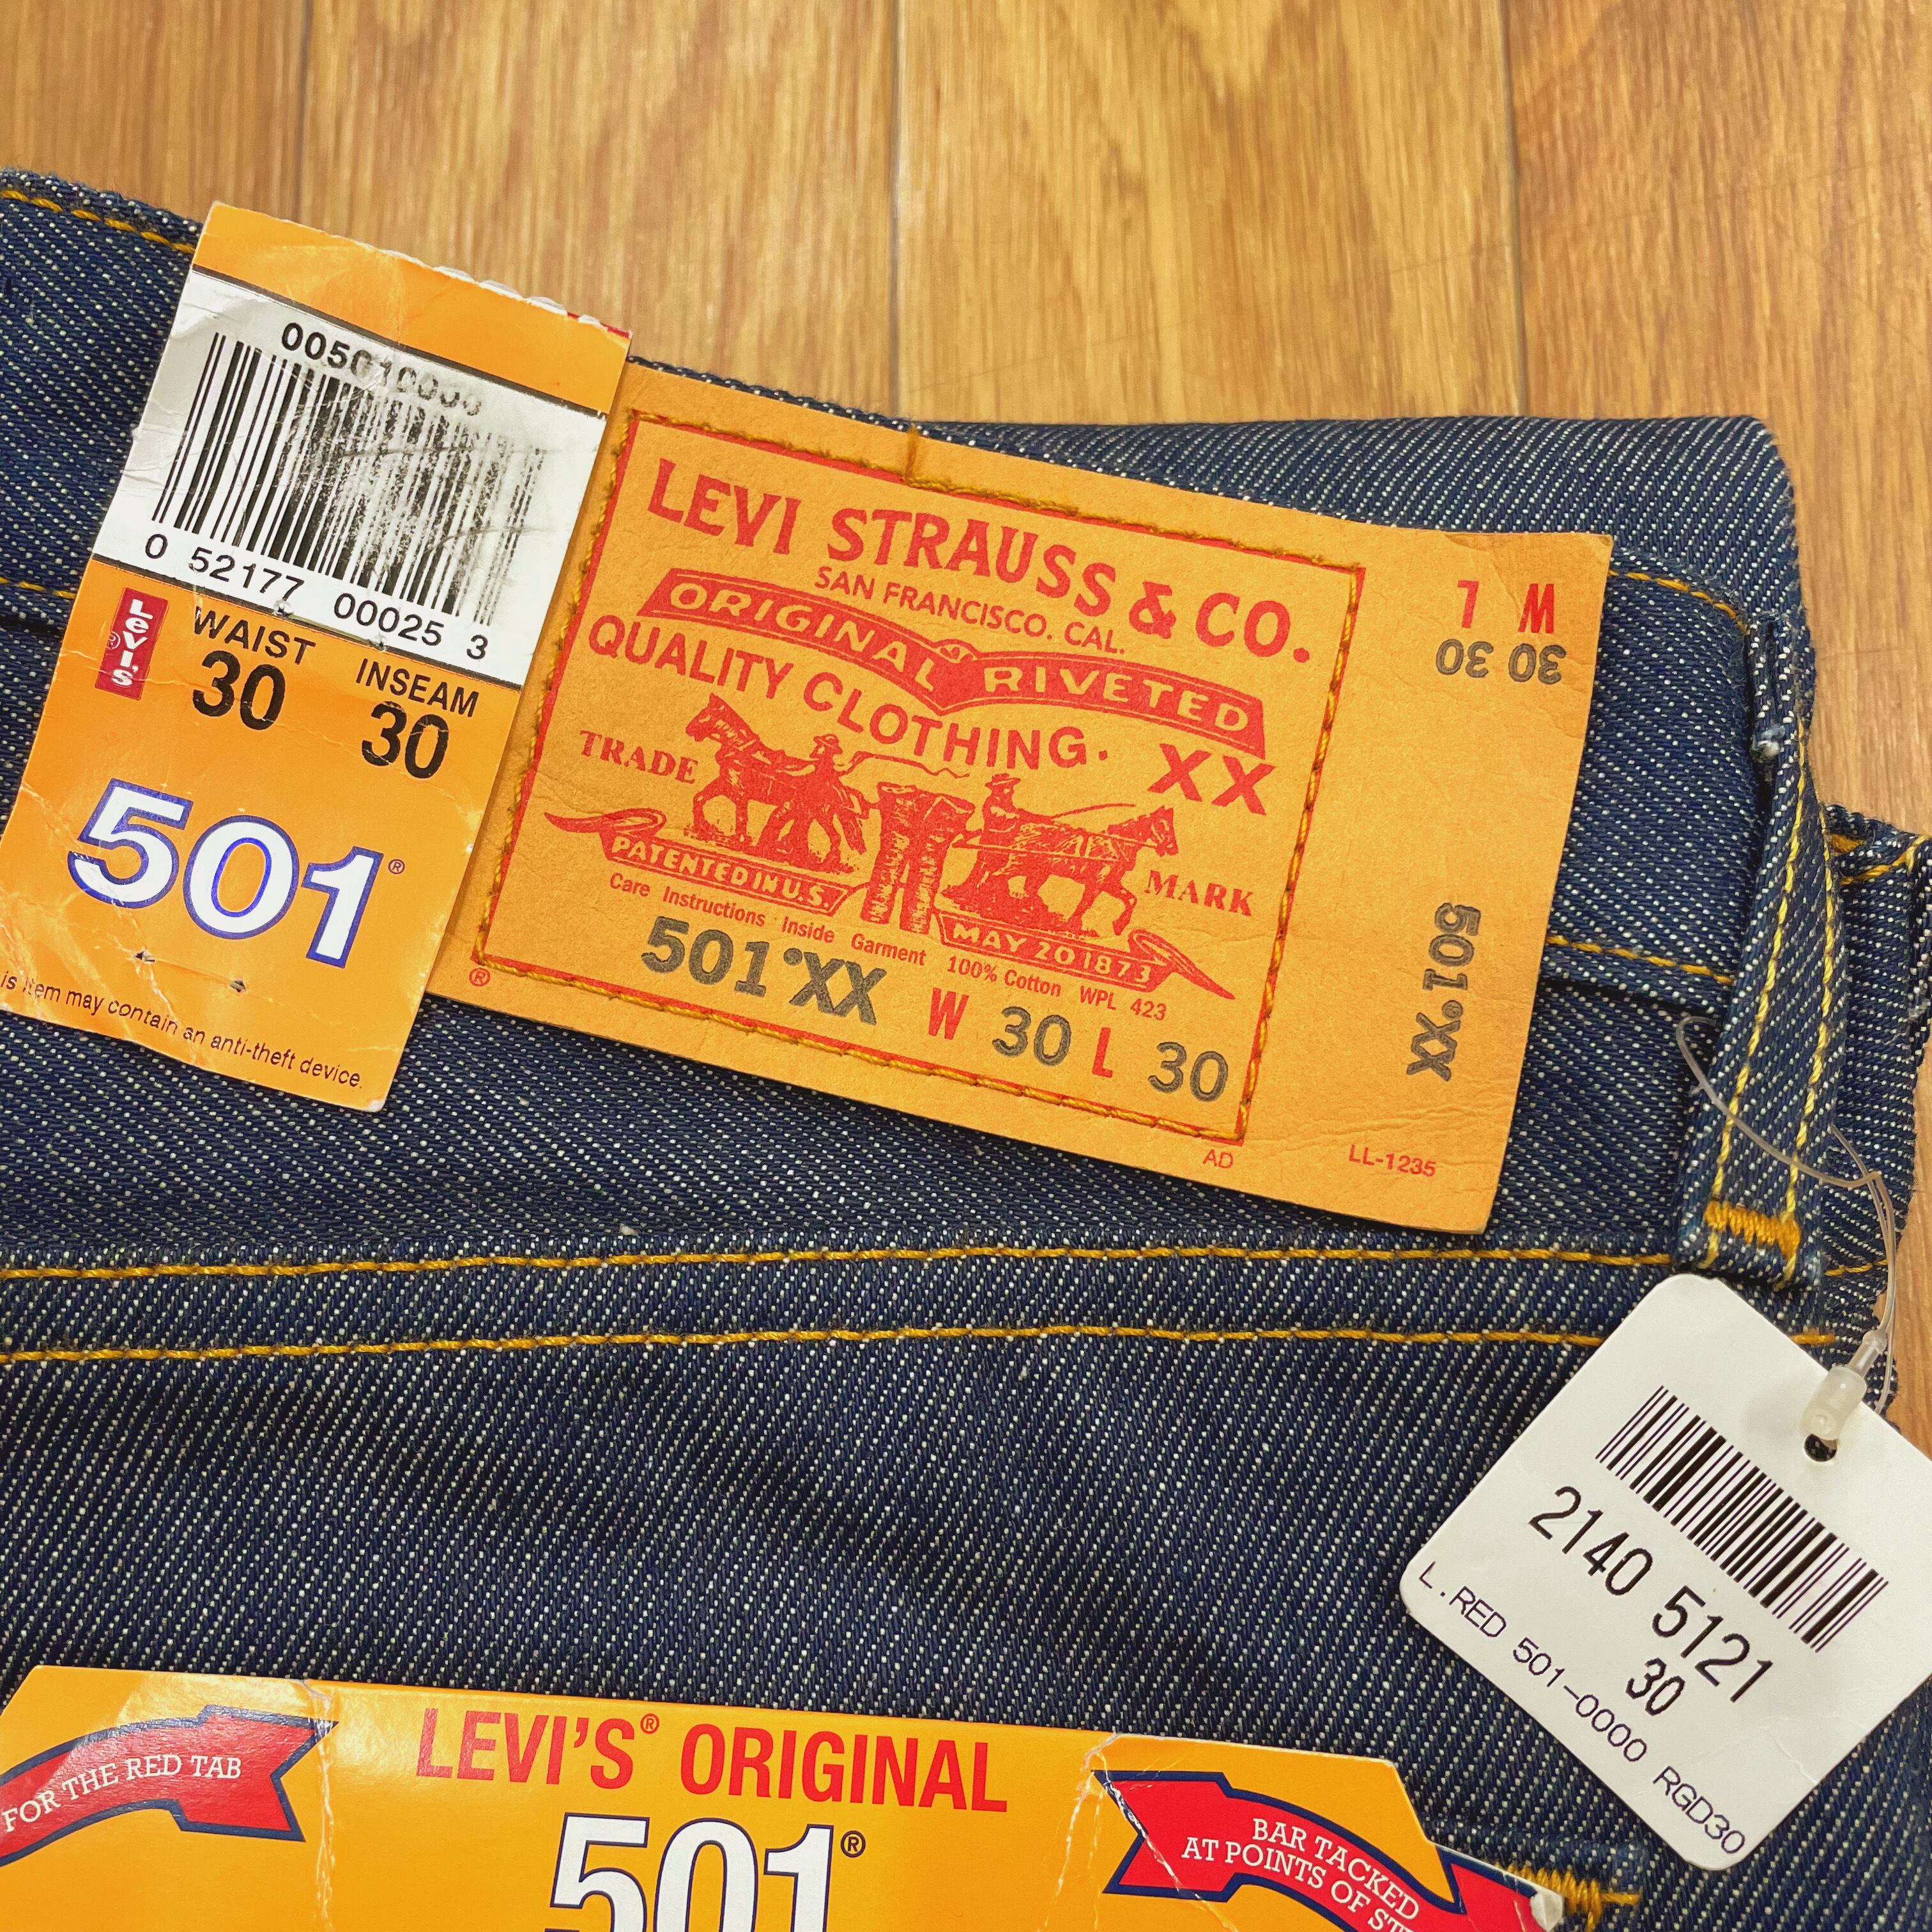 0 52177 00025 3
Levi's®
WAIST INSEAM
30 30
501®
is item may contain an anti-theft device.
LEVI STRAUSS & CO.
SAN FRANCISCO. CAL.
ORIGINAL RIVETED
QUALITY CLOTHING. XX
TRADE MARK
PATENTED IN U.S. MAY 20 1873
Care Instructions Inside Garment 100% Cotton WPL 423
501®XX W 30 L 30
®
AD
LL-1235
W L
30 30
501®XX
2140 5121
30
L.RED 501-0000 RGD30
FOR THE RED TAB
LEVI'S® ORIGINAL
501®
BAR TACKED
AT POINTS OF